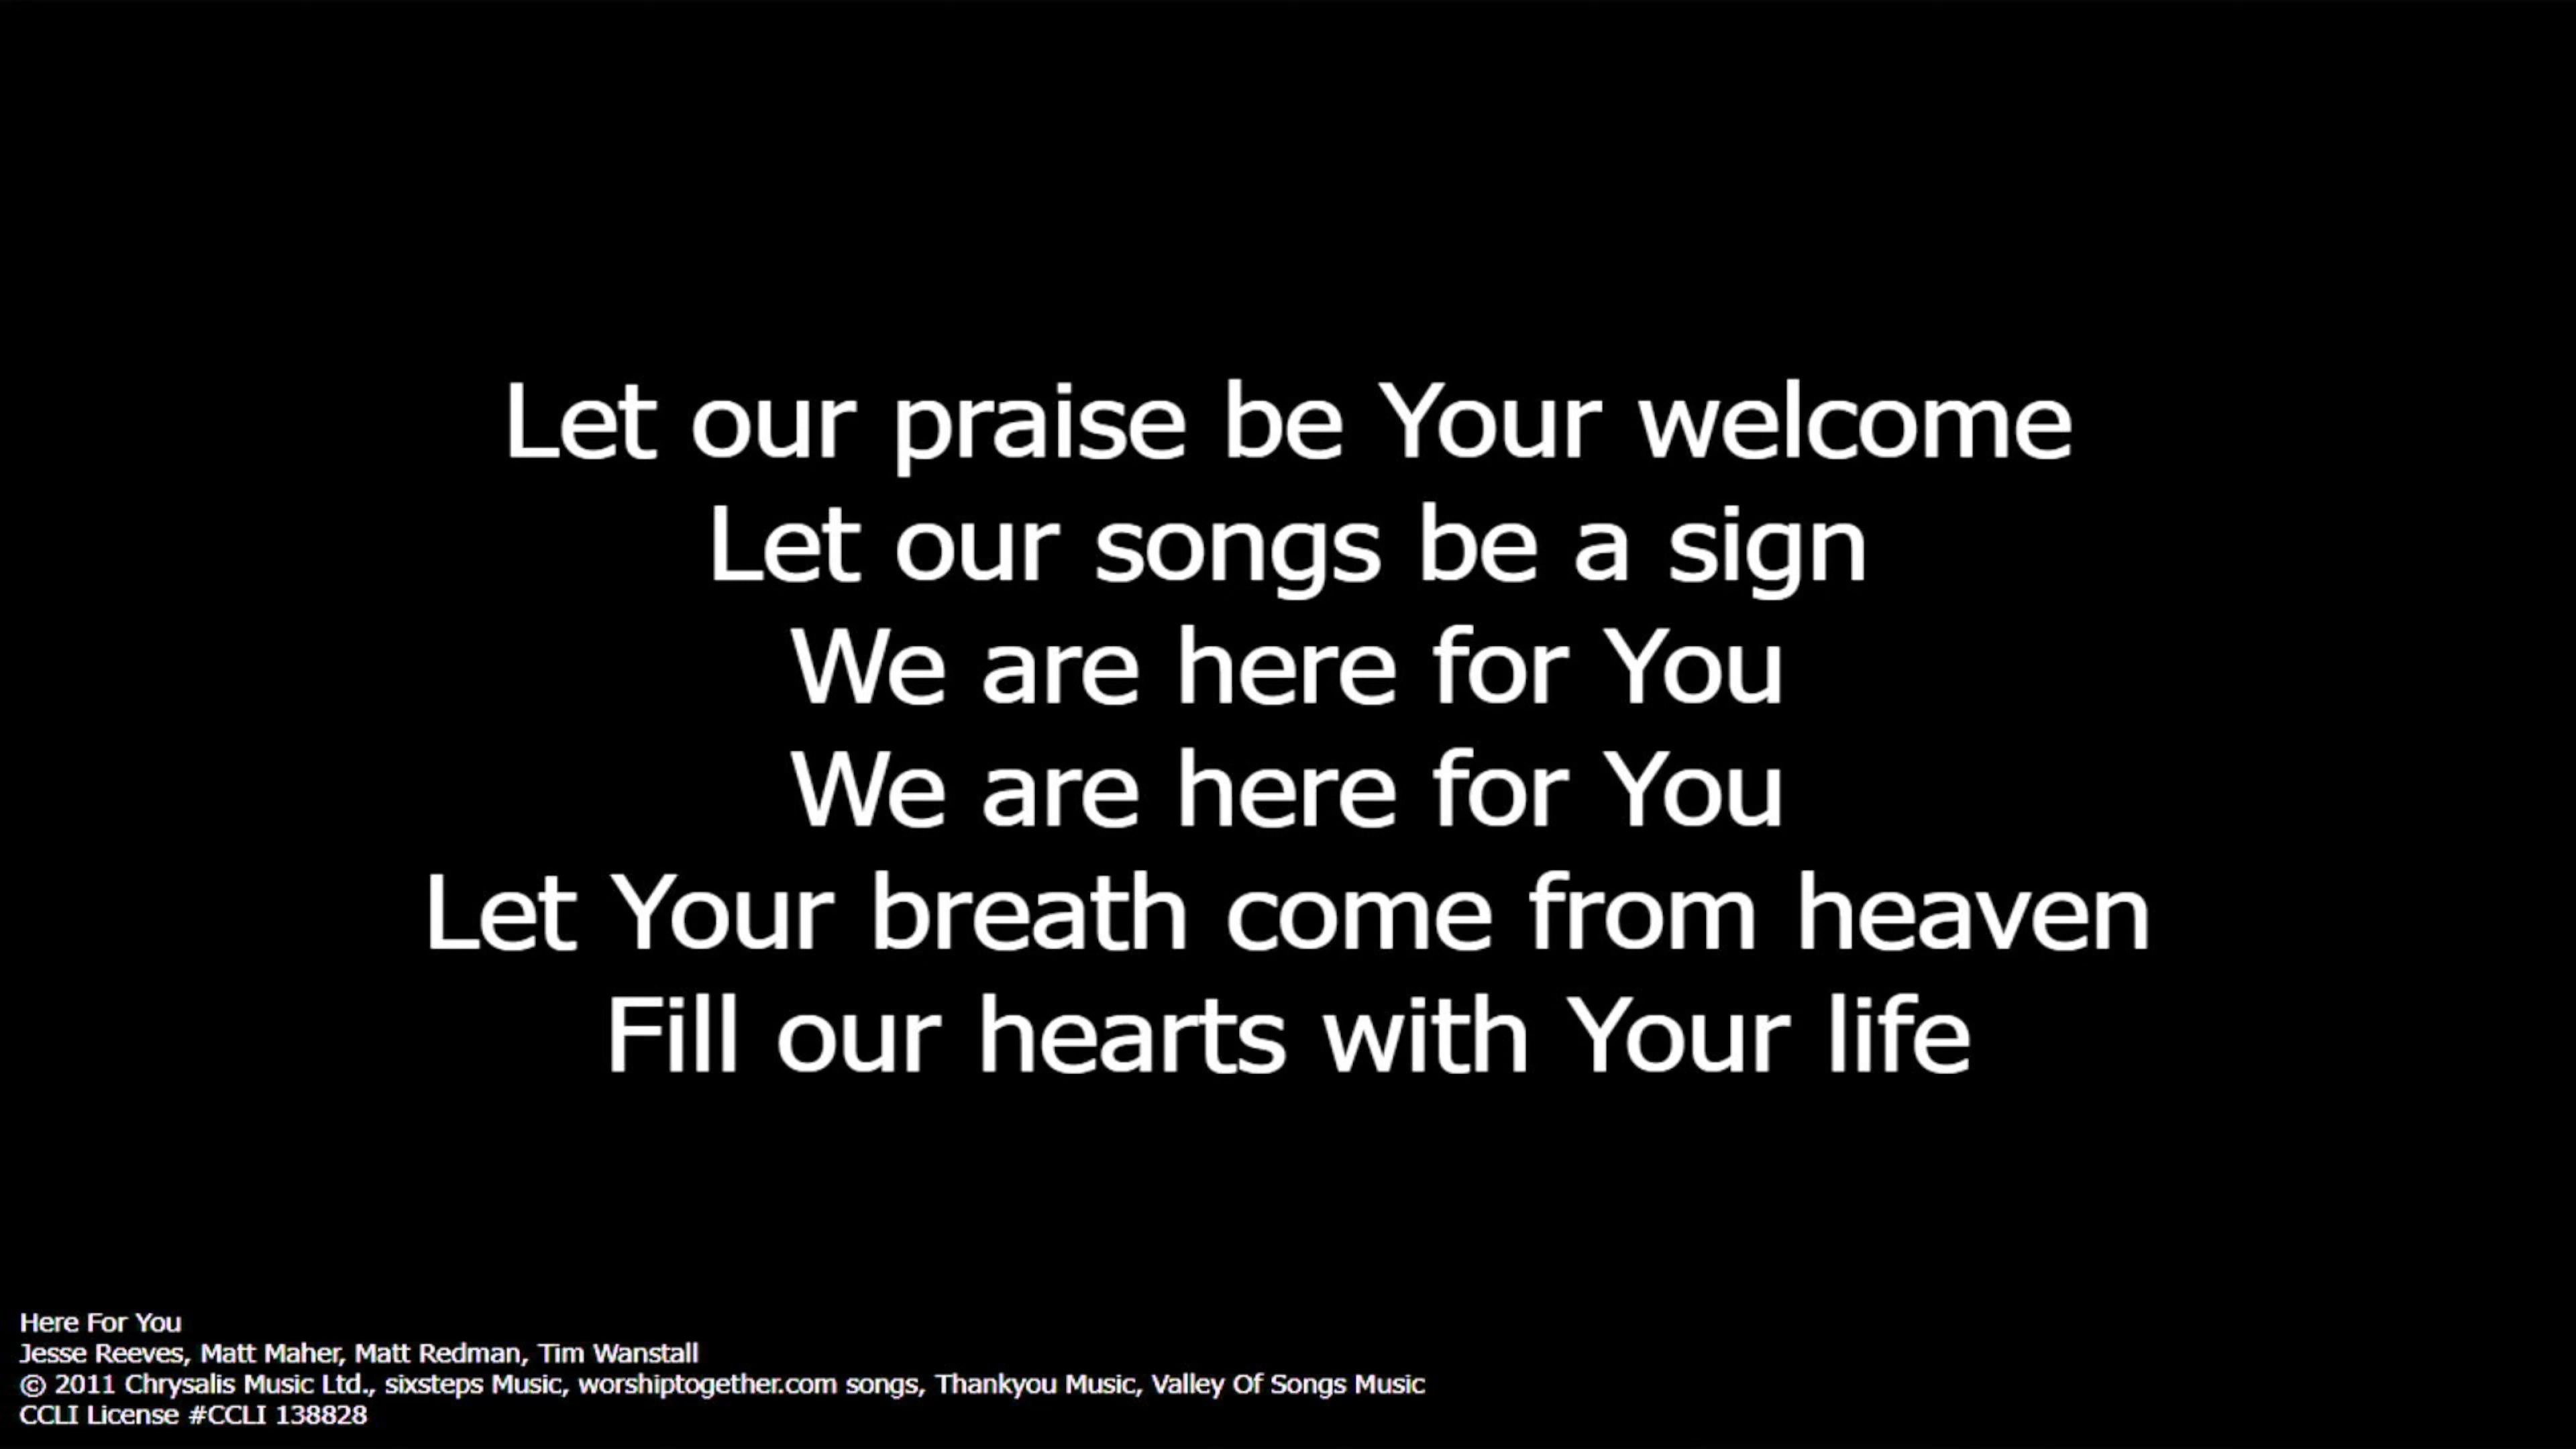 Let our praise be Your welcome
Let our songs be a sign
We are here for You
We are here for You
Let Your breath come from heaven
Fill our hearts with Your life
Here For You
Jesse Reeves, Matt Maher, Matt Redman, Tim Wanstall
© 2011 Chrysalis Music Ltd., sixsteps Music, worshiptogether.com songs, Thankyou Music, Valley Of Songs Music
CCLI License #CCLI 138828